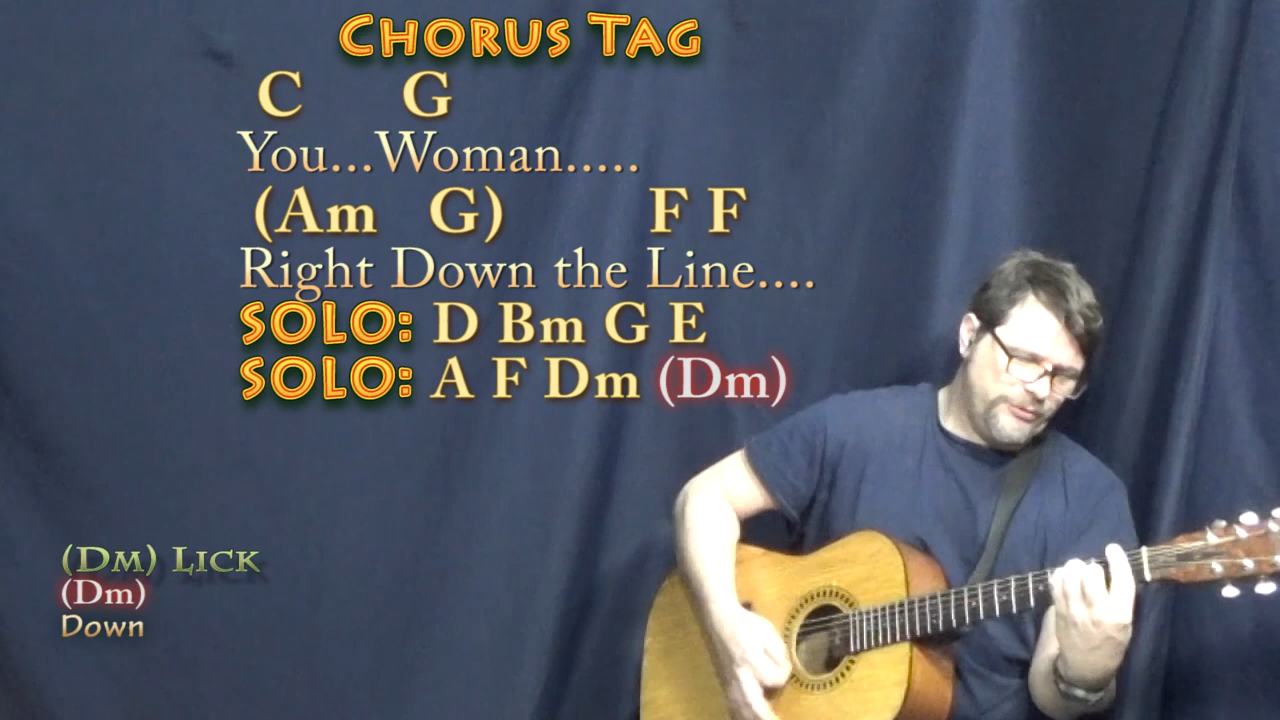 Chorus Tag
C G
You...Woman.....
(Am G) F F
Right Down the Line....
SOLO: D Bm G E
SOLO: A F Dm (Dm)
(Dm) Lick
(Dm)
Down